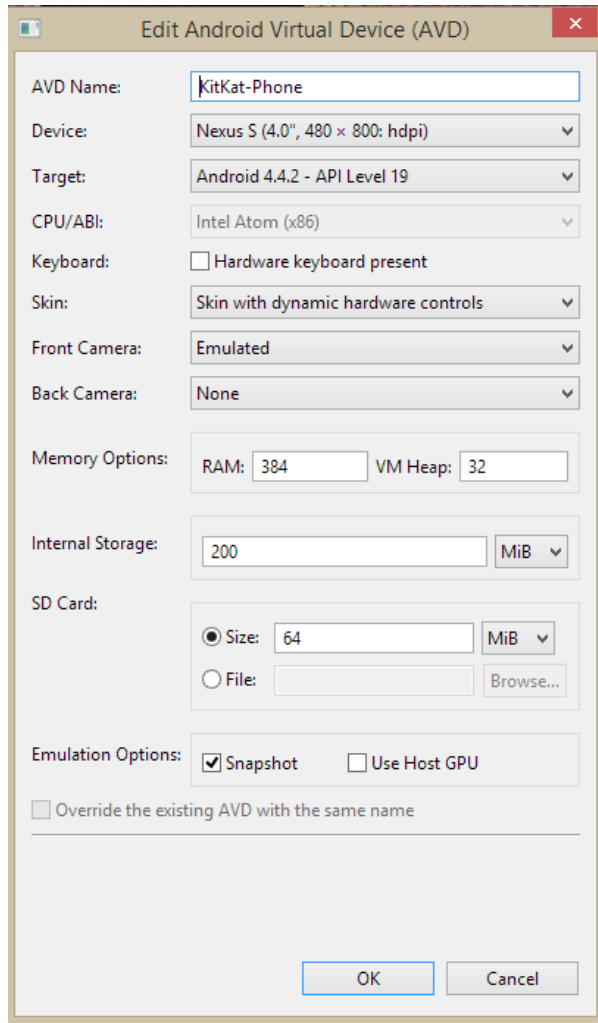 Edit Android Virtual Device (AVD)
AVD Name: KitKat-Phone
Device: Nexus S (4.0", 480 × 800: hdpi)
Target: Android 4.4.2 - API Level 19
CPU/ABI: Intel Atom (x86)
Keyboard: Hardware keyboard present
Skin: Skin with dynamic hardware controls
Front Camera: Emulated
Back Camera: None
Memory Options: RAM: 384 VM Heap: 32
Internal Storage: 200 MiB
SD Card:
Size: 64 MiB
File: Browse...
Emulation Options: Snapshot Use Host GPU
Override the existing AVD with the same name
OK Cancel